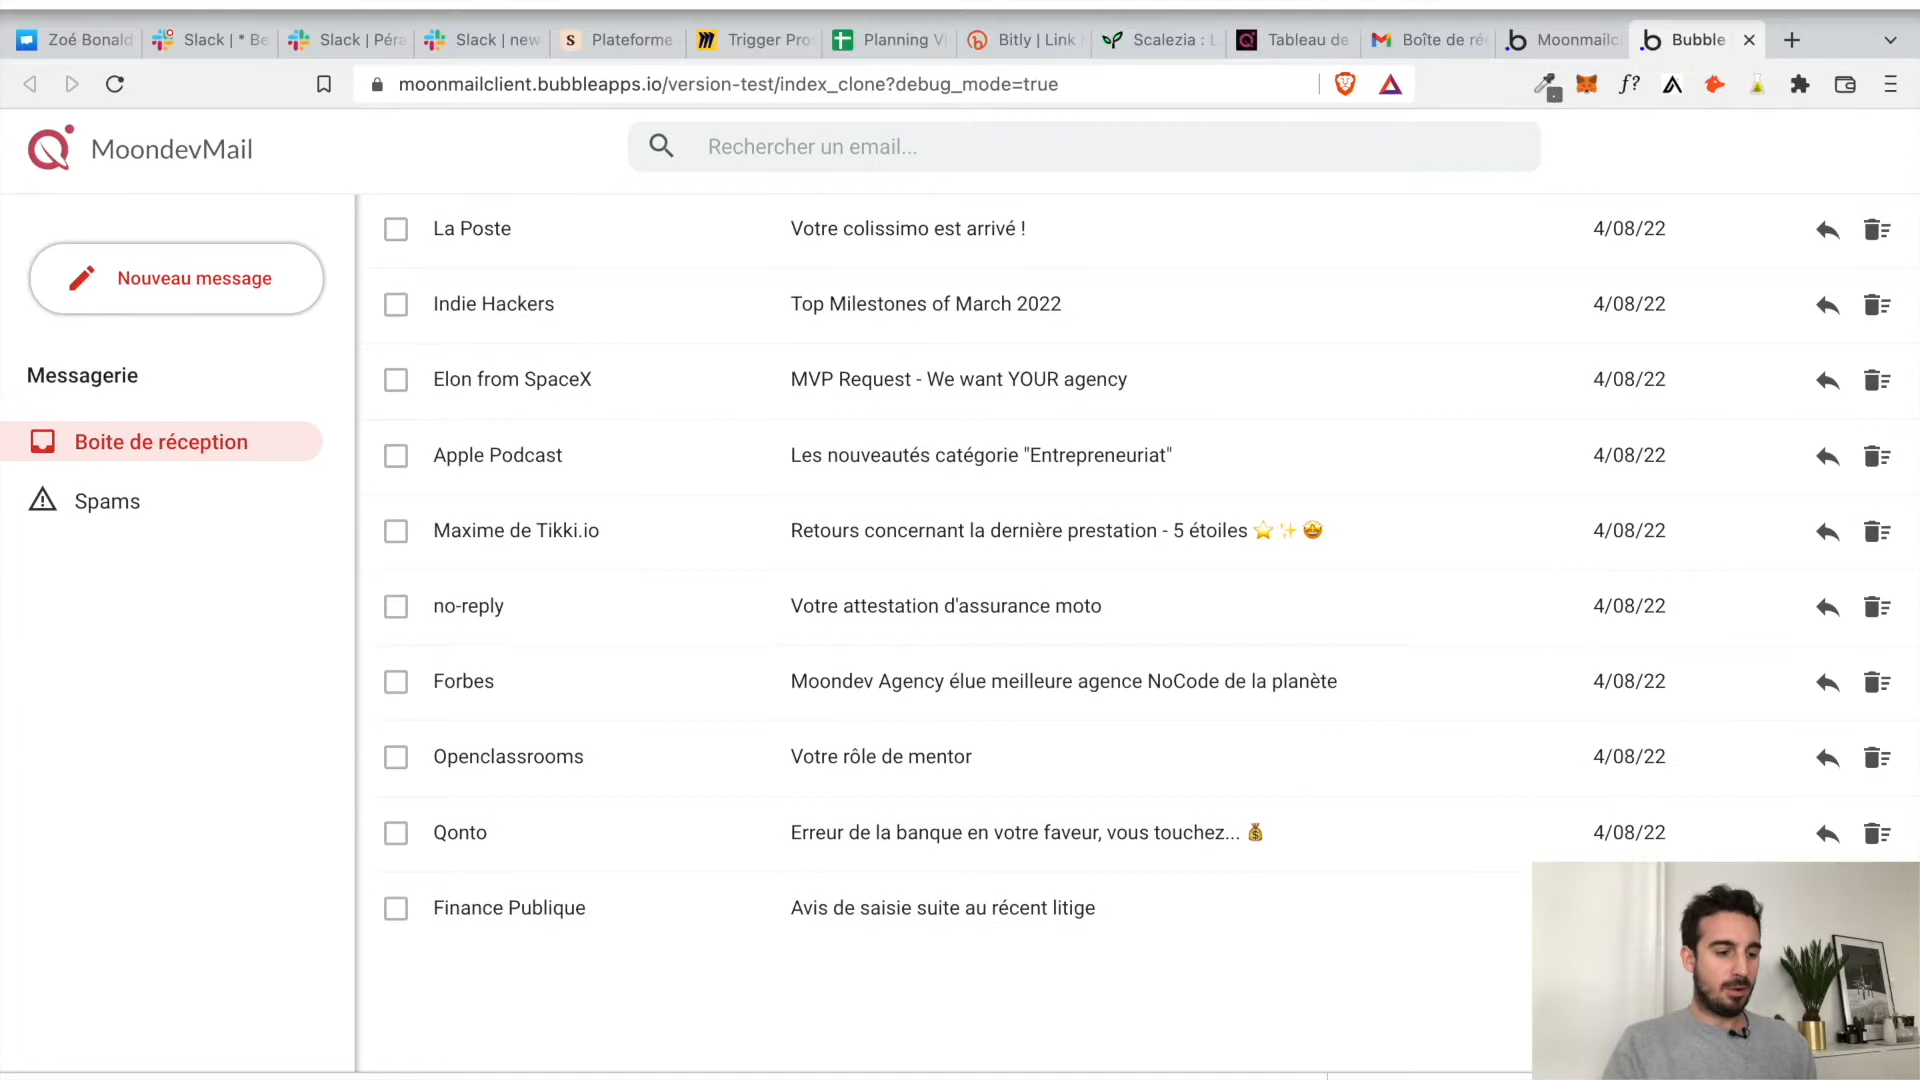 Zoé Bonald
Slack | * Be
Slack | Péra
Slack | new
Plateforme
Trigger Pro
Planning V
Bitly | Link
Scalezia : L
Tableau de
Boîte de ré
Moonmailcl
Bubble
moonmailclient.bubbleapps.io/version-test/index_clone?debug_mode=true
MoondevMail
Rechercher un email...
Nouveau message
Messagerie
Boite de réception
Spams
La Poste Votre colissimo est arrivé ! 4/08/22
Indie Hackers Top Milestones of March 2022 4/08/22
Elon from SpaceX MVP Request - We want YOUR agency 4/08/22
Apple Podcast Les nouveautés catégorie "Entrepreneuriat" 4/08/22
Maxime de Tikki.io Retours concernant la dernière prestation - 5 étoiles ⭐✨🤩 4/08/22
no-reply Votre attestation d'assurance moto 4/08/22
Forbes Moondev Agency élue meilleure agence NoCode de la planète 4/08/22
Openclassrooms Votre rôle de mentor 4/08/22
Qonto Erreur de la banque en votre faveur, vous touchez... 💰 4/08/22
Finance Publique Avis de saisie suite au récent litige